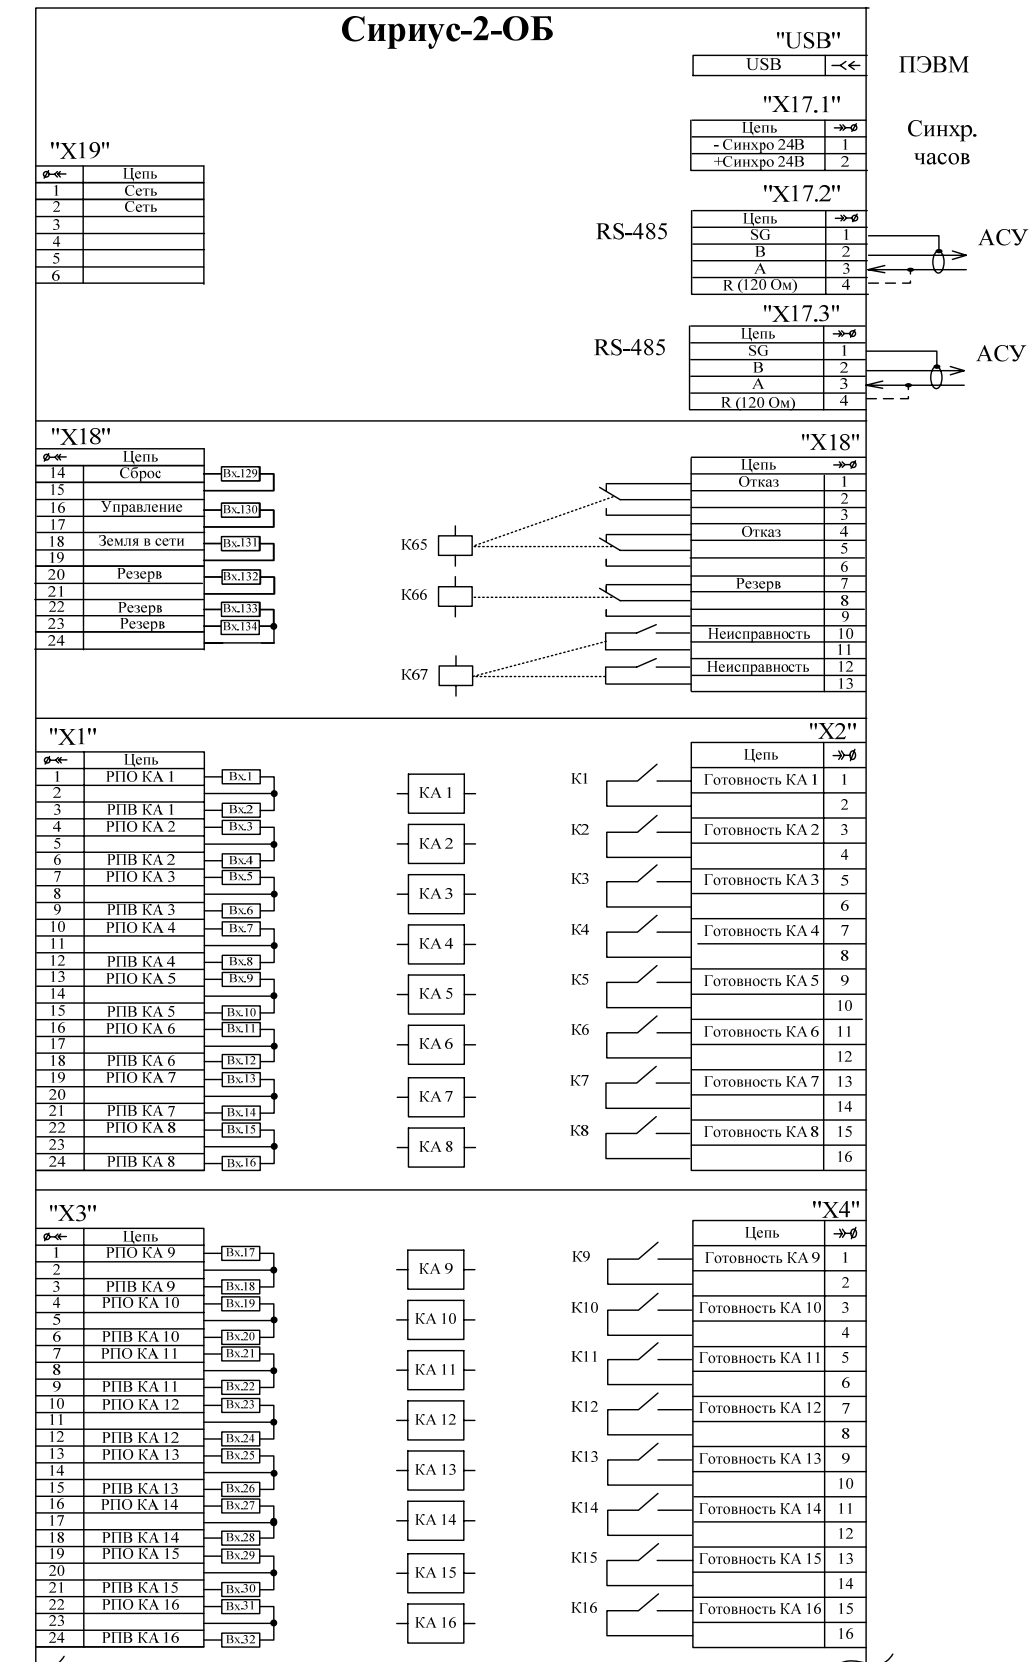 Сириус-2-ОБ
"USB"
USB
ПЭВМ
"X17.1"
Цепь
- Синхро 24В 1
+Синхро 24В 2
Синхр.
часов
"X19"
Цепь
1 Сеть
2 Сеть
3
4
5
6
"X17.2"
RS-485
Цепь
SG 1
B 2
A 3
R (120 Ом) 4
АСУ
"X17.3"
RS-485
Цепь
SG 1
B 2
A 3
R (120 Ом) 4
АСУ
"X18"
Цепь
14 Сброс Вх.129
15
16 Управление Вх.130
17
18 Земля в сети Вх.131
19
20 Резерв Вх.132
21
22 Резерв Вх.133
23 Резерв Вх.134
24
К65
К66
К67
"X18"
Цепь
Отказ 1
2
3
Отказ 4
5
6
Резерв 7
8
9
Неисправность 10
11
Неисправность 12
13
"X1"
Цепь
1 РПО КА 1 Вх.1
2
3 РПВ КА 1 Вх.2
4 РПО КА 2 Вх.3
5
6 РПВ КА 2 Вх.4
7 РПО КА 3 Вх.5
8
9 РПВ КА 3 Вх.6
10 РПО КА 4 Вх.7
11
12 РПВ КА 4 Вх.8
13 РПО КА 5 Вх.9
14
15 РПВ КА 5 Вх.10
16 РПО КА 6 Вх.11
17
18 РПВ КА 6 Вх.12
19 РПО КА 7 Вх.13
20
21 РПВ КА 7 Вх.14
22 РПО КА 8 Вх.15
23
24 РПВ КА 8 Вх.16
КА 1
КА 2
КА 3
КА 4
КА 5
КА 6
КА 7
КА 8
"X2"
Цепь
К1 Готовность КА 1 1
2
К2 Готовность КА 2 3
4
К3 Готовность КА 3 5
6
К4 Готовность КА 4 7
8
К5 Готовность КА 5 9
10
К6 Готовность КА 6 11
12
К7 Готовность КА 7 13
14
К8 Готовность КА 8 15
16
"X3"
Цепь
1 РПО КА 9 Вх.17
2
3 РПВ КА 9 Вх.18
4 РПО КА 10 Вх.19
5
6 РПВ КА 10 Вх.20
7 РПО КА 11 Вх.21
8
9 РПВ КА 11 Вх.22
10 РПО КА 12 Вх.23
11
12 РПВ КА 12 Вх.24
13 РПО КА 13 Вх.25
14
15 РПВ КА 13 Вх.26
16 РПО КА 14 Вх.27
17
18 РПВ КА 14 Вх.28
19 РПО КА 15 Вх.29
20
21 РПВ КА 15 Вх.30
22 РПО КА 16 Вх.31
23
24 РПВ КА 16 Вх.32
КА 9
КА 10
КА 11
КА 12
КА 13
КА 14
КА 15
КА 16
"X4"
Цепь
К9 Готовность КА 9 1
2
К10 Готовность КА 10 3
4
К11 Готовность КА 11 5
6
К12 Готовность КА 12 7
8
К13 Готовность КА 13 9
10
К14 Готовность КА 14 11
12
К15 Готовность КА 15 13
14
К16 Готовность КА 16 15
16